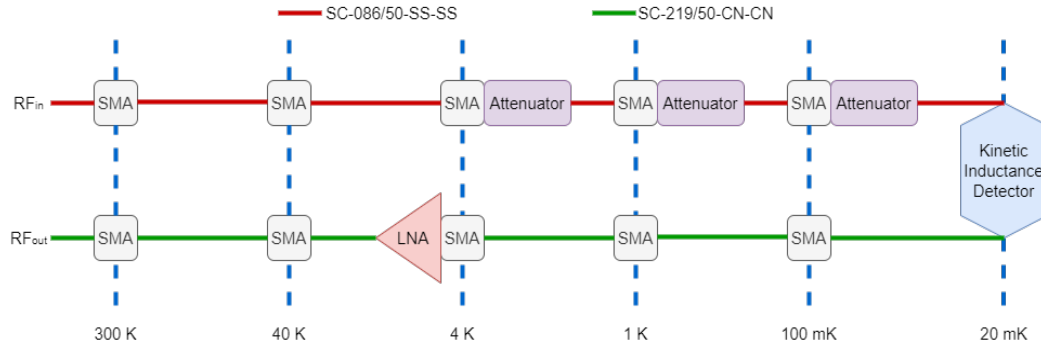 SC-086/50-SS-SS
SC-219/50-CN-CN
RFin
SMA
SMA
SMA
Attenuator
SMA
Attenuator
SMA
Attenuator
Kinetic
Inductance
Detector
RFout
SMA
SMA
LNA
SMA
SMA
SMA
300 K
40 K
4 K
1 K
100 mK
20 mK